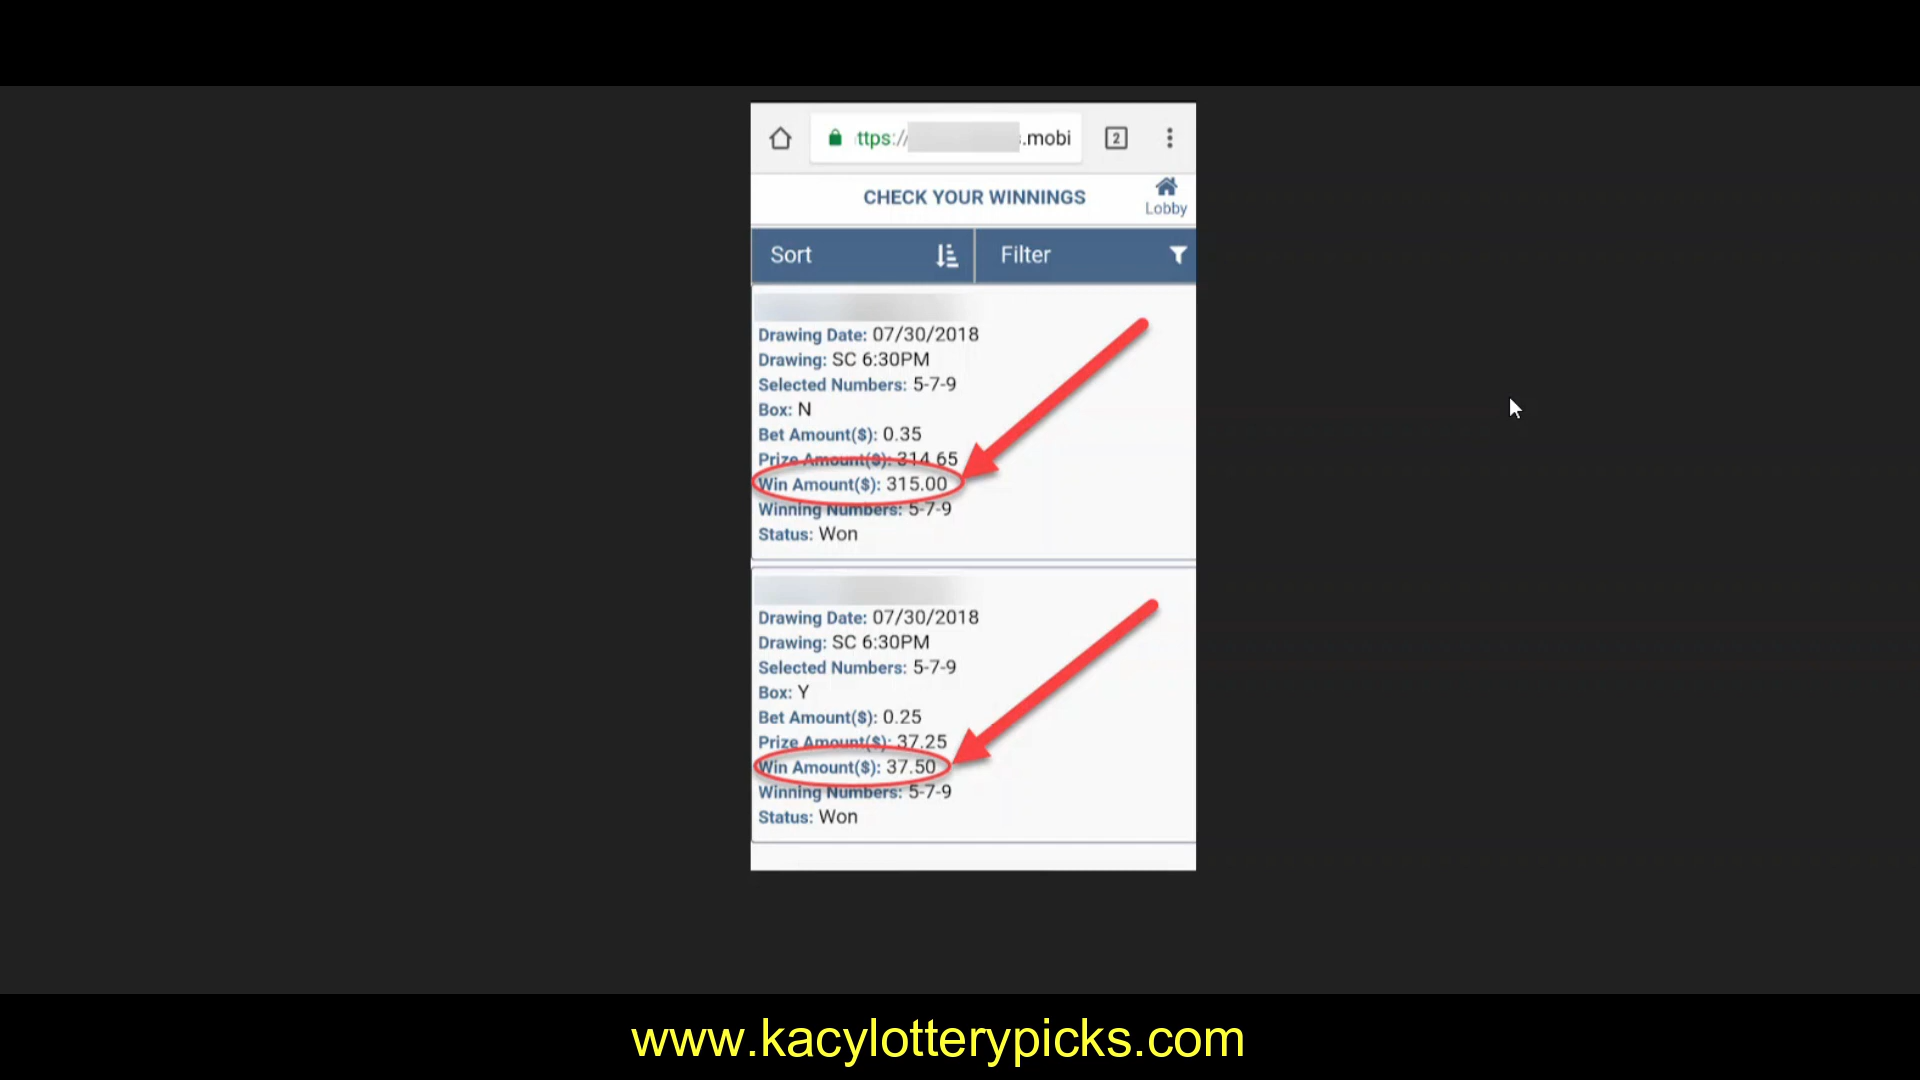 ttps:// .mobi 2
CHECK YOUR WINNINGS
Lobby
Sort Filter
Drawing Date: 07/30/2018
Drawing: SC 6:30PM
Selected Numbers: 5-7-9
Box: N
Bet Amount($): 0.35
Prize Amount($): 314.65
Win Amount($): 315.00
Winning Numbers: 5-7-9
Status: Won
Drawing Date: 07/30/2018
Drawing: SC 6:30PM
Selected Numbers: 5-7-9
Box: Y
Bet Amount($): 0.25
Prize Amount($): 37.25
Win Amount($): 37.50
Winning Numbers: 5-7-9
Status: Won
www.kacylotterypicks.com